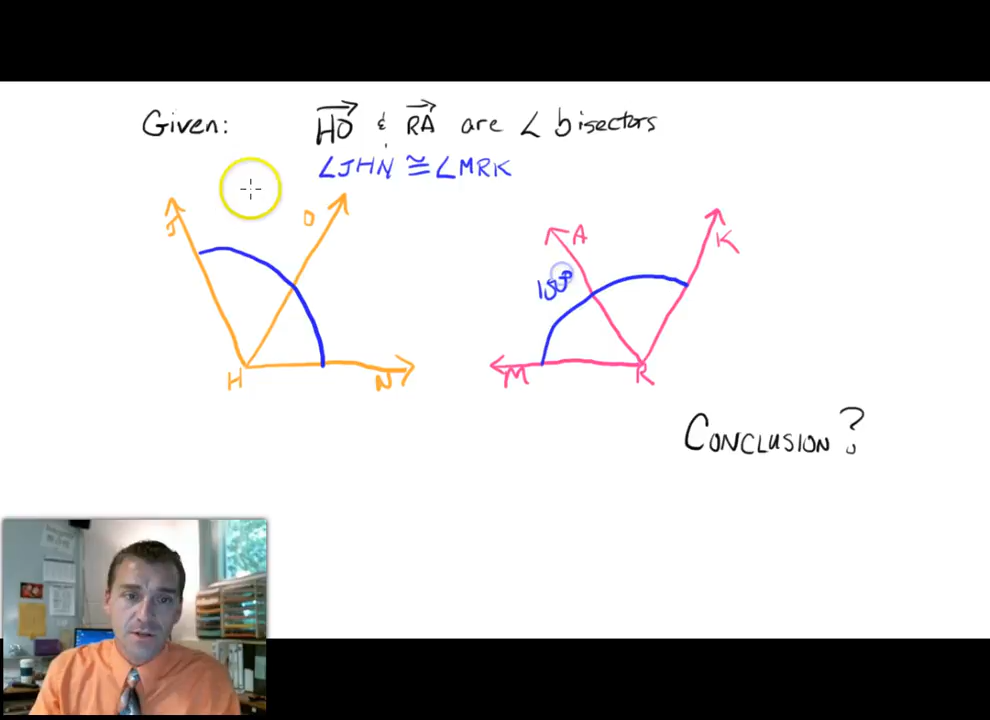 Given: HO & RA are ∠ bisectors
∠JHN ≅ ∠MRK
J
O
H
N
A
K
M
R
CONCLUSION?